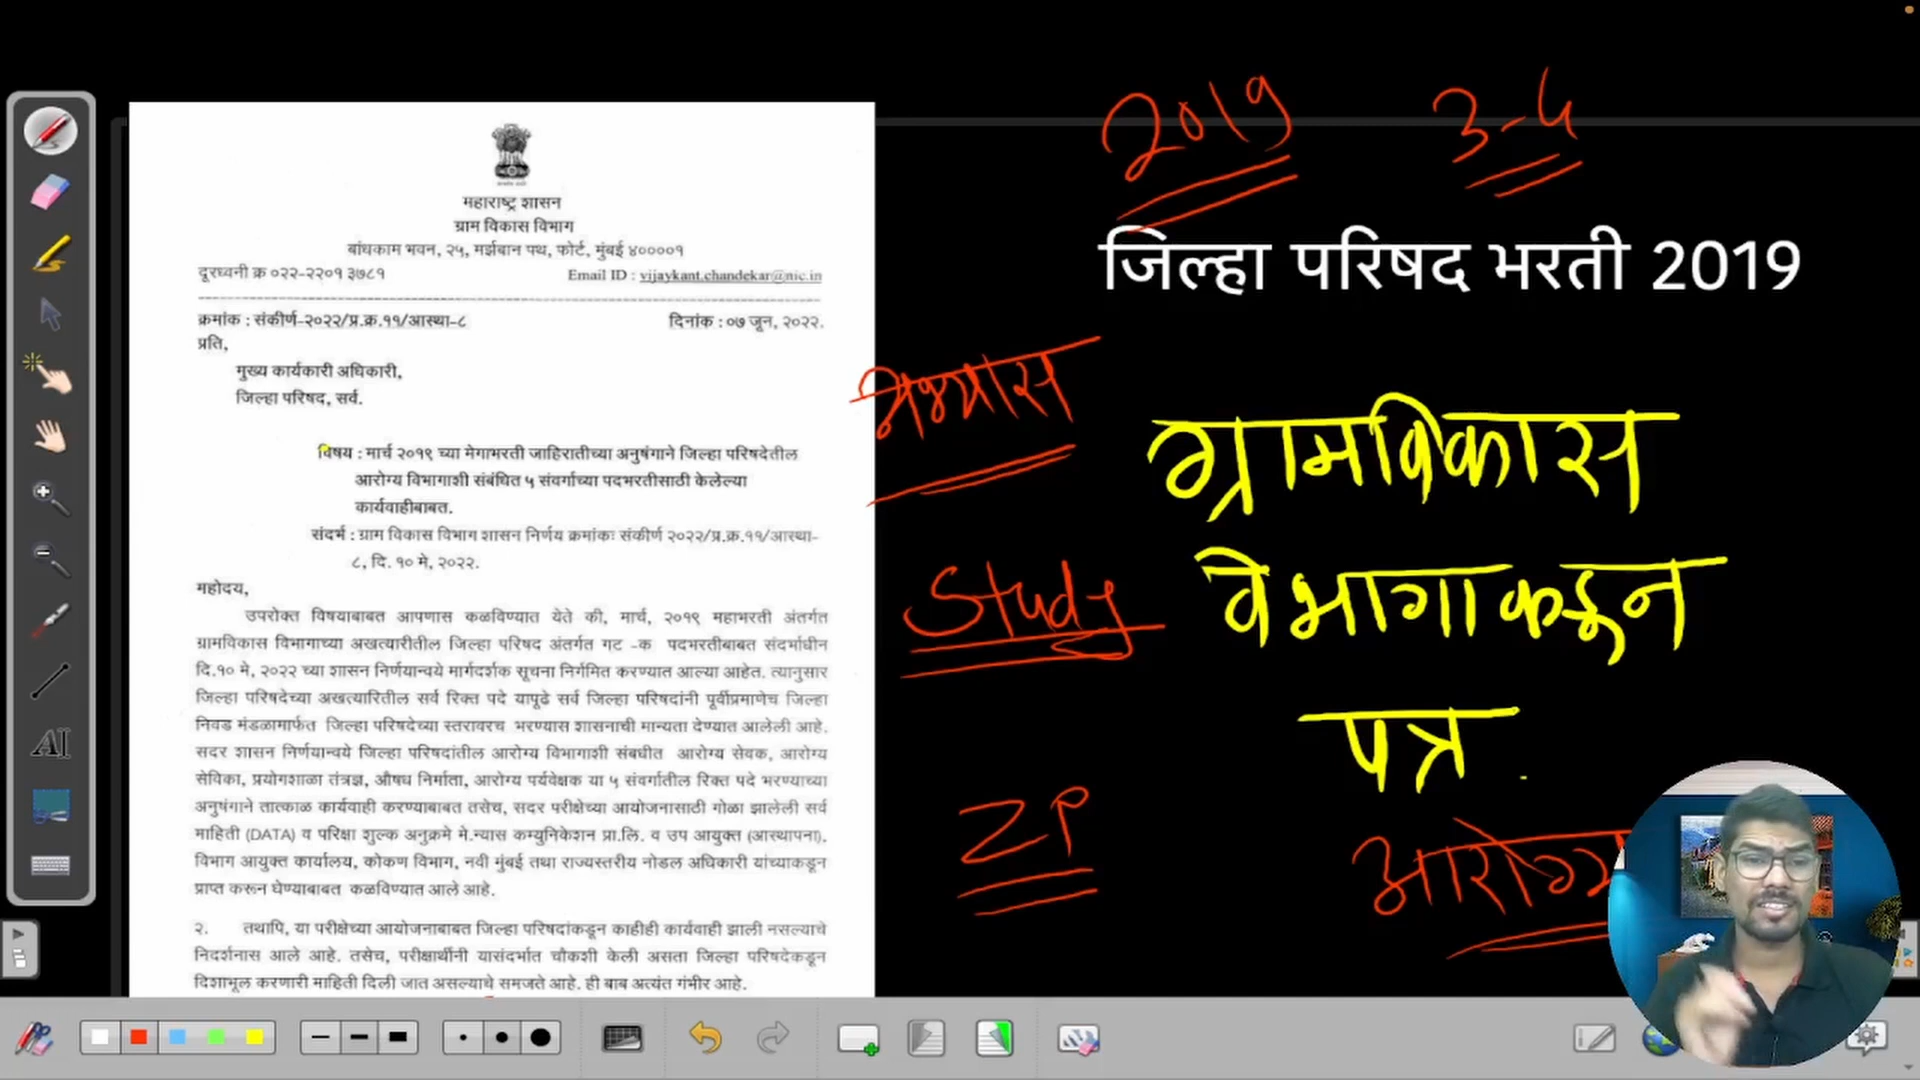 महाराष्ट्र शासन
ग्राम विकास विभाग
बांधकाम भवन, २५, मर्झबान पथ, फोर्ट, मुंबई ४००००१
दूरध्वनी क्र ०२२-२२०१ ३७८१ Email ID : vijaykant.chandekar@nic.in
क्रमांक : संकीर्ण-२०२२/प्र.क्र.११/आस्था-८ दिनांक : ०७ जून, २०२२.
प्रति,
मुख्य कार्यकारी अधिकारी,
जिल्हा परिषद, सर्व.
विषय : मार्च २०१९ च्या मेगाभरती जाहिरातीच्या अनुषंगाने जिल्हा परिषदेतील
आरोग्य विभागाशी संबंधित ५ संवर्गाच्या पदभरतीसाठी केलेल्या
कार्यवाहीबाबत.
संदर्भ : ग्राम विकास विभाग शासन निर्णय क्रमांकः संकीर्ण २०२२/प्र.क्र.११/आस्था-
८, दि. १० मे, २०२२.
महोदय,
उपरोक्त विषयाबाबत आपणास कळविण्यात येते की, मार्च, २०१९ महाभरती अंतर्गत
ग्रामविकास विभागाच्या अखत्यारीतील जिल्हा परिषद अंतर्गत गट -क पदभरतीबाबत संदर्भाधीन
दि.१० मे, २०२२ च्या शासन निर्णयान्वये मार्गदर्शक सूचना निर्गमित करण्यात आल्या आहेत. त्यानुसार
जिल्हा परिषदेच्या अखत्यारितील सर्व रिक्त पदे यापूढे सर्व जिल्हा परिषदांनी पूर्वीप्रमाणेच जिल्हा
निवड मंडळामार्फत जिल्हा परिषदेच्या स्तरावरच भरण्यास शासनाची मान्यता देण्यात आलेली आहे.
सदर शासन निर्णयान्वये जिल्हा परिषदांतील आरोग्य विभागाशी संबधीत आरोग्य सेवक, आरोग्य
सेविका, प्रयोगशाळा तंत्रज्ञ, औषध निर्माता, आरोग्य पर्यवेक्षक या ५ संवर्गातील रिक्त पदे भरण्याच्या
अनुषंगाने तात्काळ कार्यवाही करण्याबाबत तसेच, सदर परीक्षेच्या आयोजनासाठी गोळा झालेली सर्व
माहिती (DATA) व परिक्षा शुल्क अनुक्रमे मे.न्यास कम्युनिकेशन प्रा.लि. व उप आयुक्त (आस्थापना),
विभाग आयुक्त कार्यालय, कोकण विभाग, नवी मुंबई तथा राज्यस्तरीय नोडल अधिकारी यांच्याकडून
प्राप्त करून घेण्याबाबत कळविण्यात आले आहे.
२. तथापि, या परीक्षेच्या आयोजनाबाबत जिल्हा परिषदांकडून काहीही कार्यवाही झाली नसल्याचे
निदर्शनास आले आहे. तसेच, परीक्षार्थींनी यासंदर्भात चौकशी केली असता जिल्हा परिषदेकडून
दिशाभूल करणारी माहिती दिली जात असल्याचे समजते आहे. ही बाब अत्यंत गंभीर आहे.
2019 3-4
जिल्हा परिषद भरती 2019
अभ्यास
ग्रामविकास
Study
विभागाकडून
पत्र .
ZP
आरोग्य